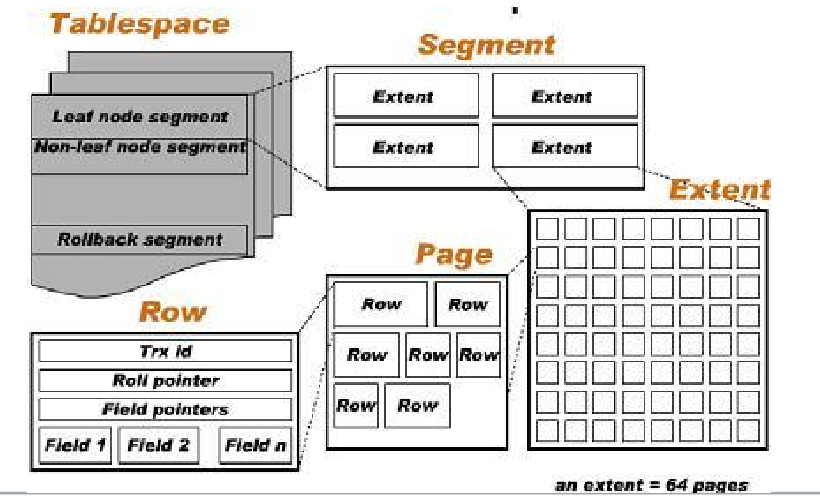 Tablespace
Leaf node segment
Non-leaf node segment
Rollback segment
Segment
Extent Extent
Extent Extent
Extent
an extent = 64 pages
Page
Row Row
Row Row Row
Row Row
Row
Trx id
Roll pointer
Field pointers
Field 1 Field 2 Field n